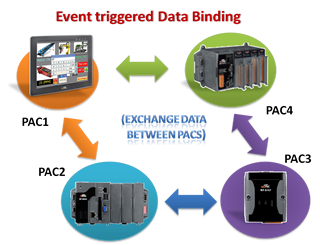 Event triggered Data Binding
PAC1
PAC4
(EXCHANGE DATA
BETWEEN PACS)
PAC2
PAC3